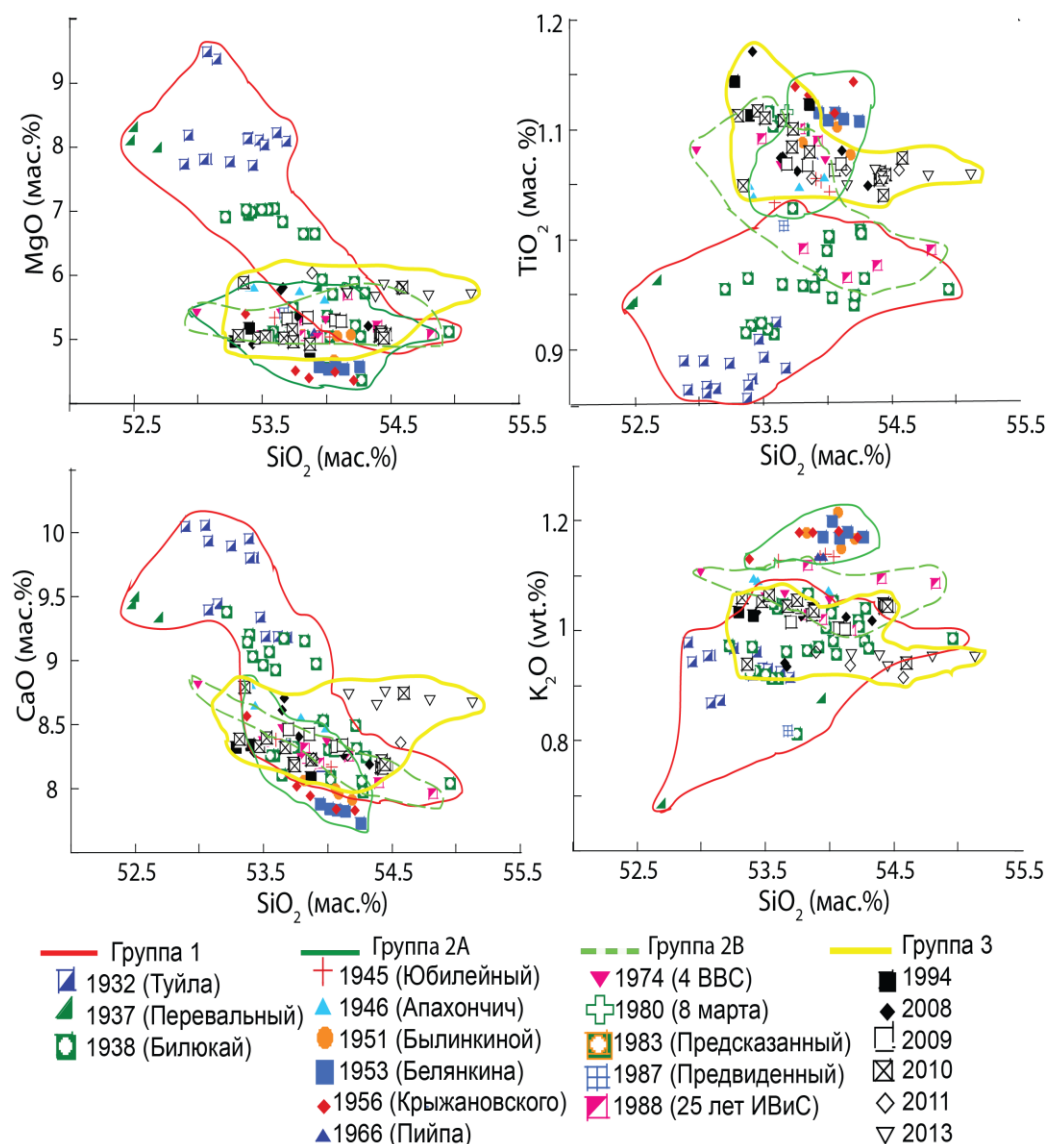 MgO (мас.%)
9
8
7
6
5
52.5 53.5 54.5 55.5
SiO2 (мас.%)
TiO2 (мас. %)
1.2
1.1
1
0.9
52.5 53.5 54.5 55.5
SiO2 (мас.%)
CaO (мас.%)
10
9.5
9
8.5
8
52.5 53.5 54.5 55.5
SiO2 (мас.%)
K2O (wt.%)
1.2
1
0.8
52.5 53.5 54.5 55.5
SiO2 (мас.%)
Группа 1
1932 (Туйла)
1937 (Перевальный)
1938 (Билюкай)
Группа 2А
1945 (Юбилейный)
1946 (Апахончич)
1951 (Былинкиной)
1953 (Белянкина)
1956 (Крыжановского)
1966 (Пийпа)
Группа 2В
1974 (4 ВВС)
1980 (8 марта)
1983 (Предсказанный)
1987 (Предвиденный)
1988 (25 лет ИВиС)
Группа 3
1994
2008
2009
2010
2011
2013